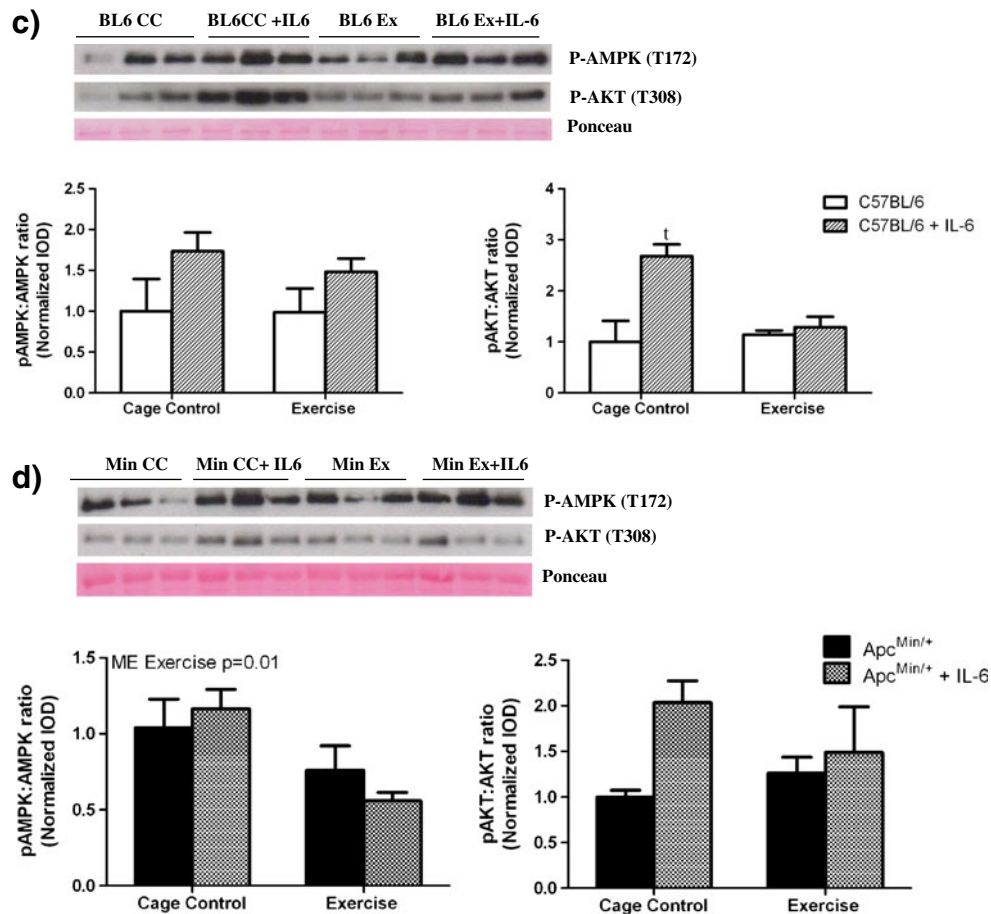 c)
BL6 CC BL6CC +IL6 BL6 Ex BL6 Ex+IL-6
P-AMPK (T172)
P-AKT (T308)
Ponceau
pAMPK:AMPK ratio
(Normalized IOD)
2.5
2.0
1.5
1.0
0.5
0.0
Cage Control Exercise
pAKT:AKT ratio
(Normalized IOD)
4
3
2
1
0
t
Cage Control Exercise
C57BL/6
C57BL/6 + IL-6
d)
Min CC Min CC+ IL6 Min Ex Min Ex+IL6
P-AMPK (T172)
P-AKT (T308)
Ponceau
pAMPK:AMPK ratio
(Normalized IOD)
1.5
1.0
0.5
0.0
ME Exercise p=0.01
Cage Control Exercise
pAKT:AKT ratio
(Normalized IOD)
2.5
2.0
1.5
1.0
0.5
0.0
Cage Control Exercise
Apc^Min/+
Apc^Min/+ + IL-6